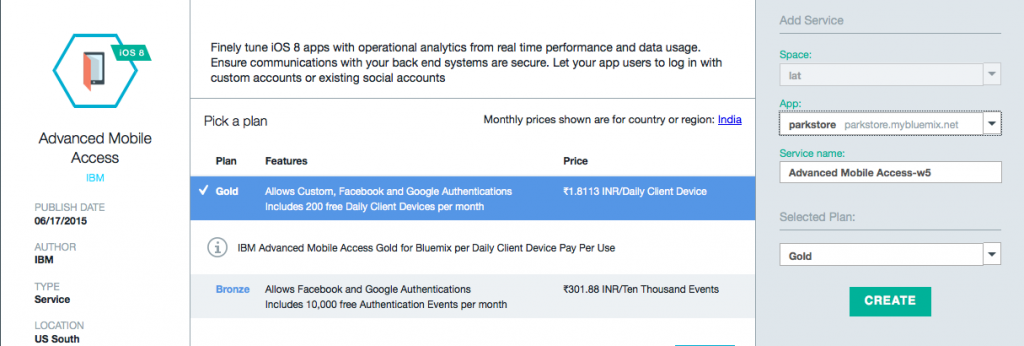 iOS 8
Advanced Mobile
Access
IBM
PUBLISH DATE
06/17/2015
AUTHOR
IBM
TYPE
Service
LOCATION
US South
Finely tune iOS 8 apps with operational analytics from real time performance and data usage.
Ensure communications with your back end systems are secure. Let your app users to log in with
custom accounts or existing social accounts
Pick a plan
Monthly prices shown are for country or region: India
Plan Features Price
Gold Allows Custom, Facebook and Google Authentications ₹1.8113 INR/Daily Client Device
Includes 200 free Daily Client Devices per month
IBM Advanced Mobile Access Gold for Bluemix per Daily Client Device Pay Per Use
Bronze Allows Facebook and Google Authentications ₹301.88 INR/Ten Thousand Events
Includes 10,000 free Authentication Events per month
Add Service
Space:
lat
App:
parkstore parkstore.mybluemix.net
Service name:
Advanced Mobile Access-w5
Selected Plan:
Gold
CREATE